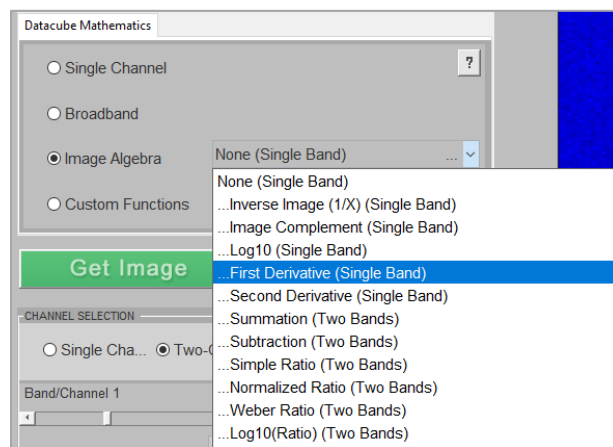 Datacube Mathematics
Single Channel
?
Broadband
Image Algebra
None (Single Band) ...
Custom Functions
None (Single Band)
...Inverse Image (1/X) (Single Band)
...Image Complement (Single Band)
...Log10 (Single Band)
...First Derivative (Single Band)
...Second Derivative (Single Band)
...Summation (Two Bands)
...Subtraction (Two Bands)
...Simple Ratio (Two Bands)
...Normalized Ratio (Two Bands)
...Weber Ratio (Two Bands)
...Log10(Ratio) (Two Bands)
Get Image
CHANNEL SELECTION
Single Cha... Two-
Band/Channel 1